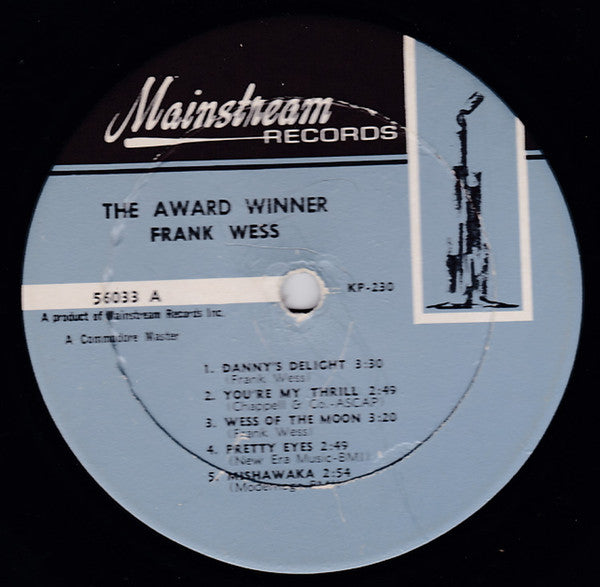 Mainstream
RECORDS
THE AWARD WINNER
FRANK WESS
56033 A
KP-230
A product of Mainstream Records Inc.
A Commodore Master
1. DANNY'S DELIGHT 3:30
(Frank Wess)
2. YOU'RE MY THRILL 2:49
(Chappell & Co.-ASCAP)
3. WESS OF THE MOON 3:20
(Frank Wess)
4. PRETTY EYES 2:49
(New Era Music-BMI)
5. MISHAWAKA 2:54